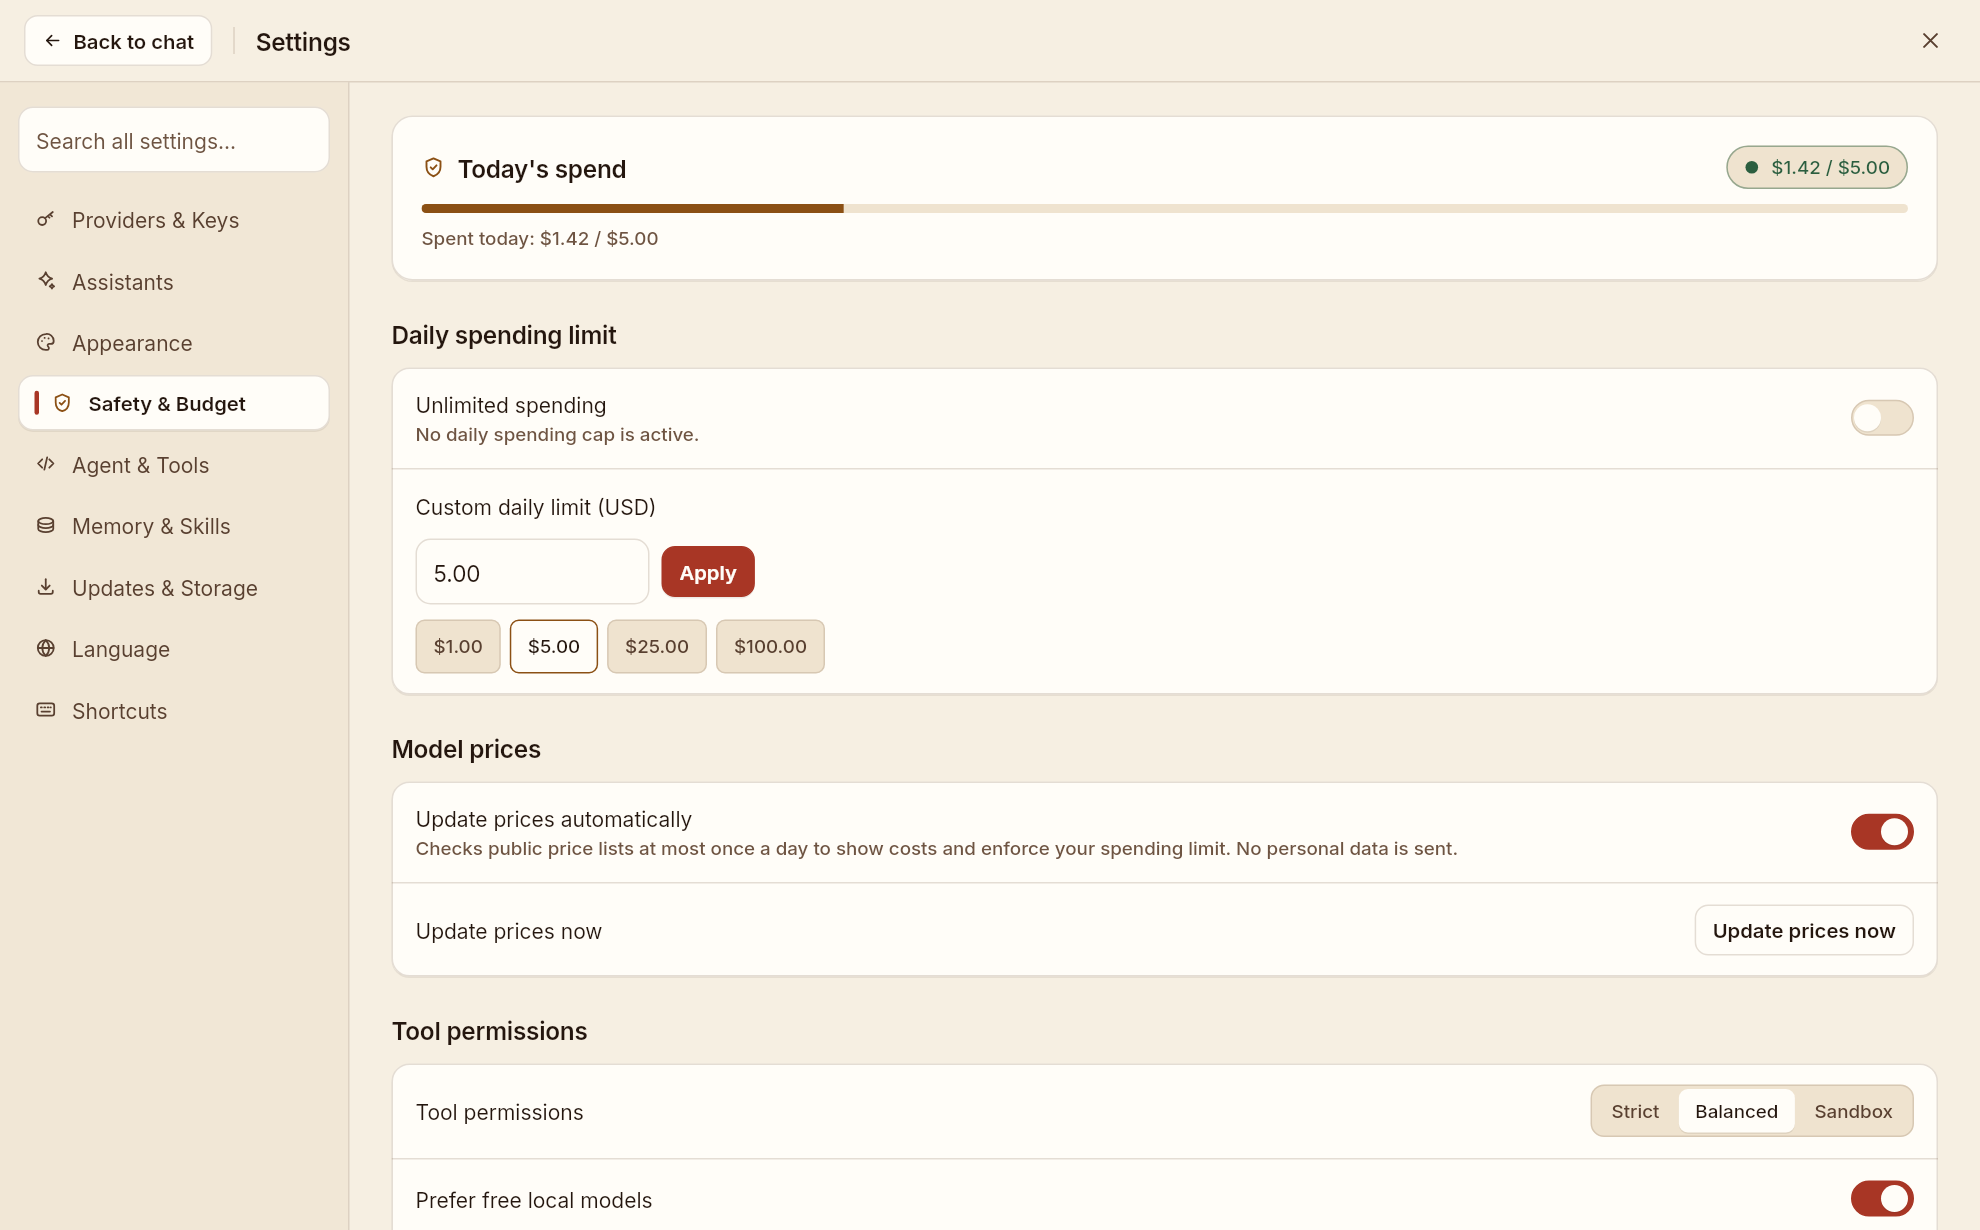 Back to chat
Settings
Search all settings...
Providers & Keys
Assistants
Appearance
Safety & Budget
Agent & Tools
Memory & Skills
Updates & Storage
Language
Shortcuts
Today's spend
$1.42 / $5.00
Spent today: $1.42 / $5.00
Daily spending limit
Unlimited spending
No daily spending cap is active.
Custom daily limit (USD)
5.00
Apply
$1.00
$5.00
$25.00
$100.00
Model prices
Update prices automatically
Checks public price lists at most once a day to show costs and enforce your spending limit. No personal data is sent.
Update prices now
Update prices now
Tool permissions
Tool permissions
Strict
Balanced
Sandbox
Prefer free local models